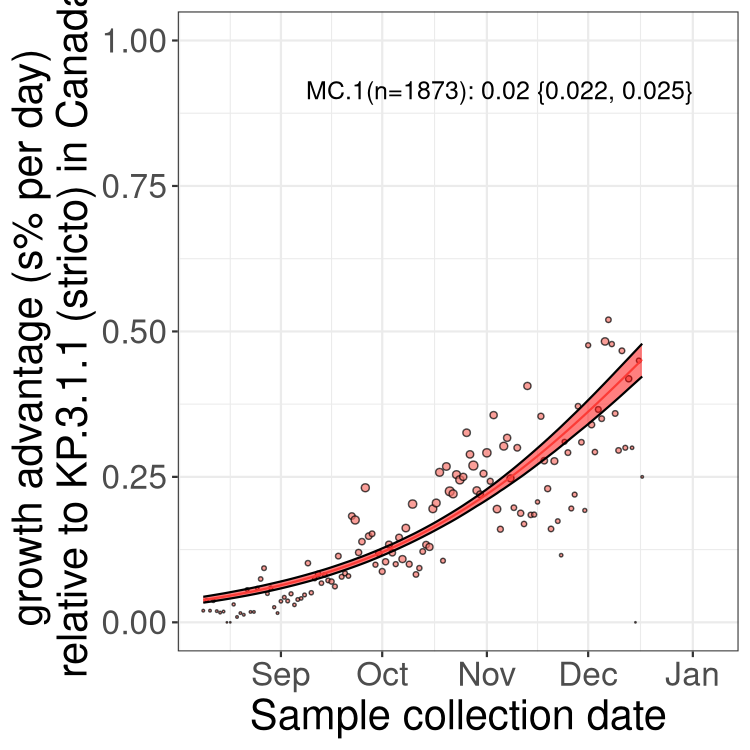 growth advantage (s% per day)
relative to KP.3.1.1 (stricto) in Canada
1.00
0.75
0.50
0.25
0.00
MC.1(n=1873): 0.02 {0.022, 0.025}
Sep Oct Nov Dec Jan
Sample collection date